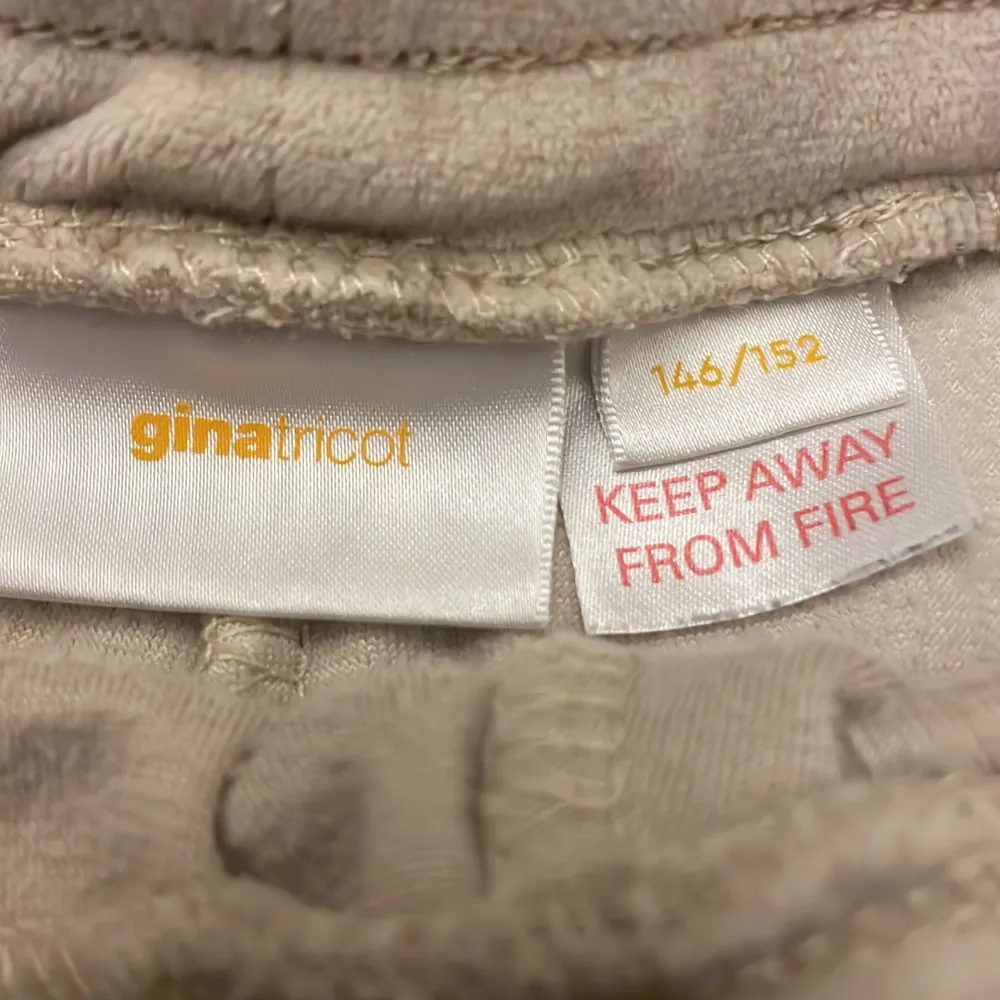 ginatricot
146/152
KEEP AWAY
FROM FIRE